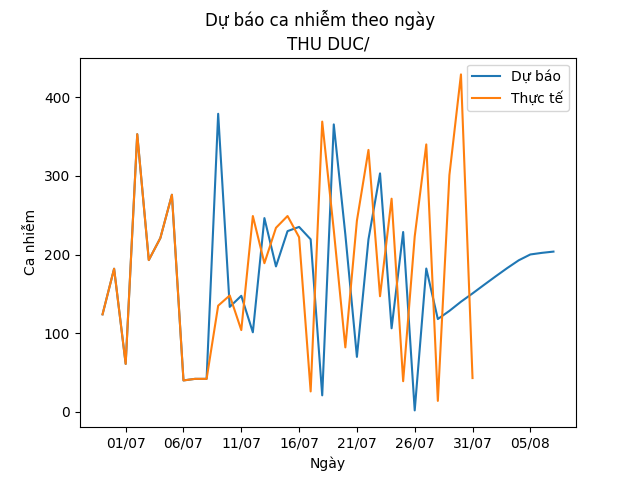 Dự báo ca nhiễm theo ngày
THU DUC/
Dự báo
Thực tế
Ca nhiễm
400
300
200
100
0
01/07 06/07 11/07 16/07 21/07 26/07 31/07 05/08
Ngày